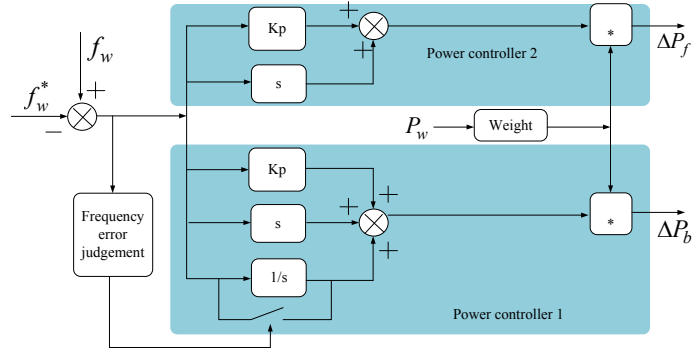 f_w
+
f_w^*
−
Kp
+
+
s
*
ΔP_f
Power controller 2
P_w
Weight
Kp
+
s
+
+
1/s
*
ΔP_b
Frequency
error
judgement
Power controller 1